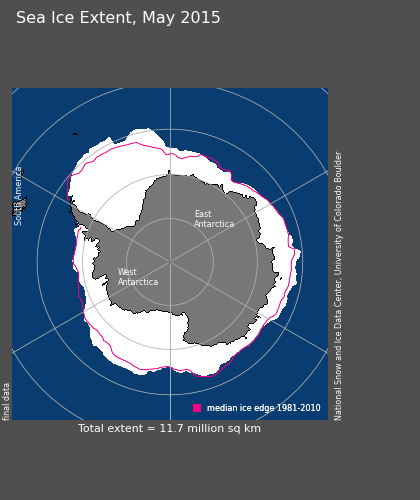 Sea Ice Extent, May 2015
South America
East
Antarctica
West
Antarctica
National Snow and Ice Data Center, University of Colorado Boulder
final data
median ice edge 1981-2010
Total extent = 11.7 million sq km